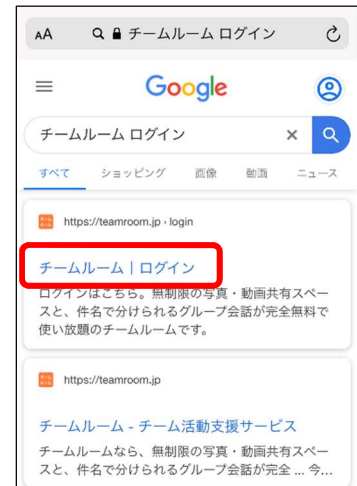 AA チームルーム ログイン
Google
チームルーム ログイン
すべて ショッピング 画像 動画 ニュース
https://teamroom.jp › login
チームルーム | ログイン
ログインはこちら。無制限の写真・動画共有スペー
スと、件名で分けられるグループ会話が完全無料で
使い放題のチームルームです。
https://teamroom.jp
チームルーム - チーム活動支援サービス
チームルームなら、無制限の写真・動画共有スペー
スと、件名で分けられるグループ会話が完全 ... 今...